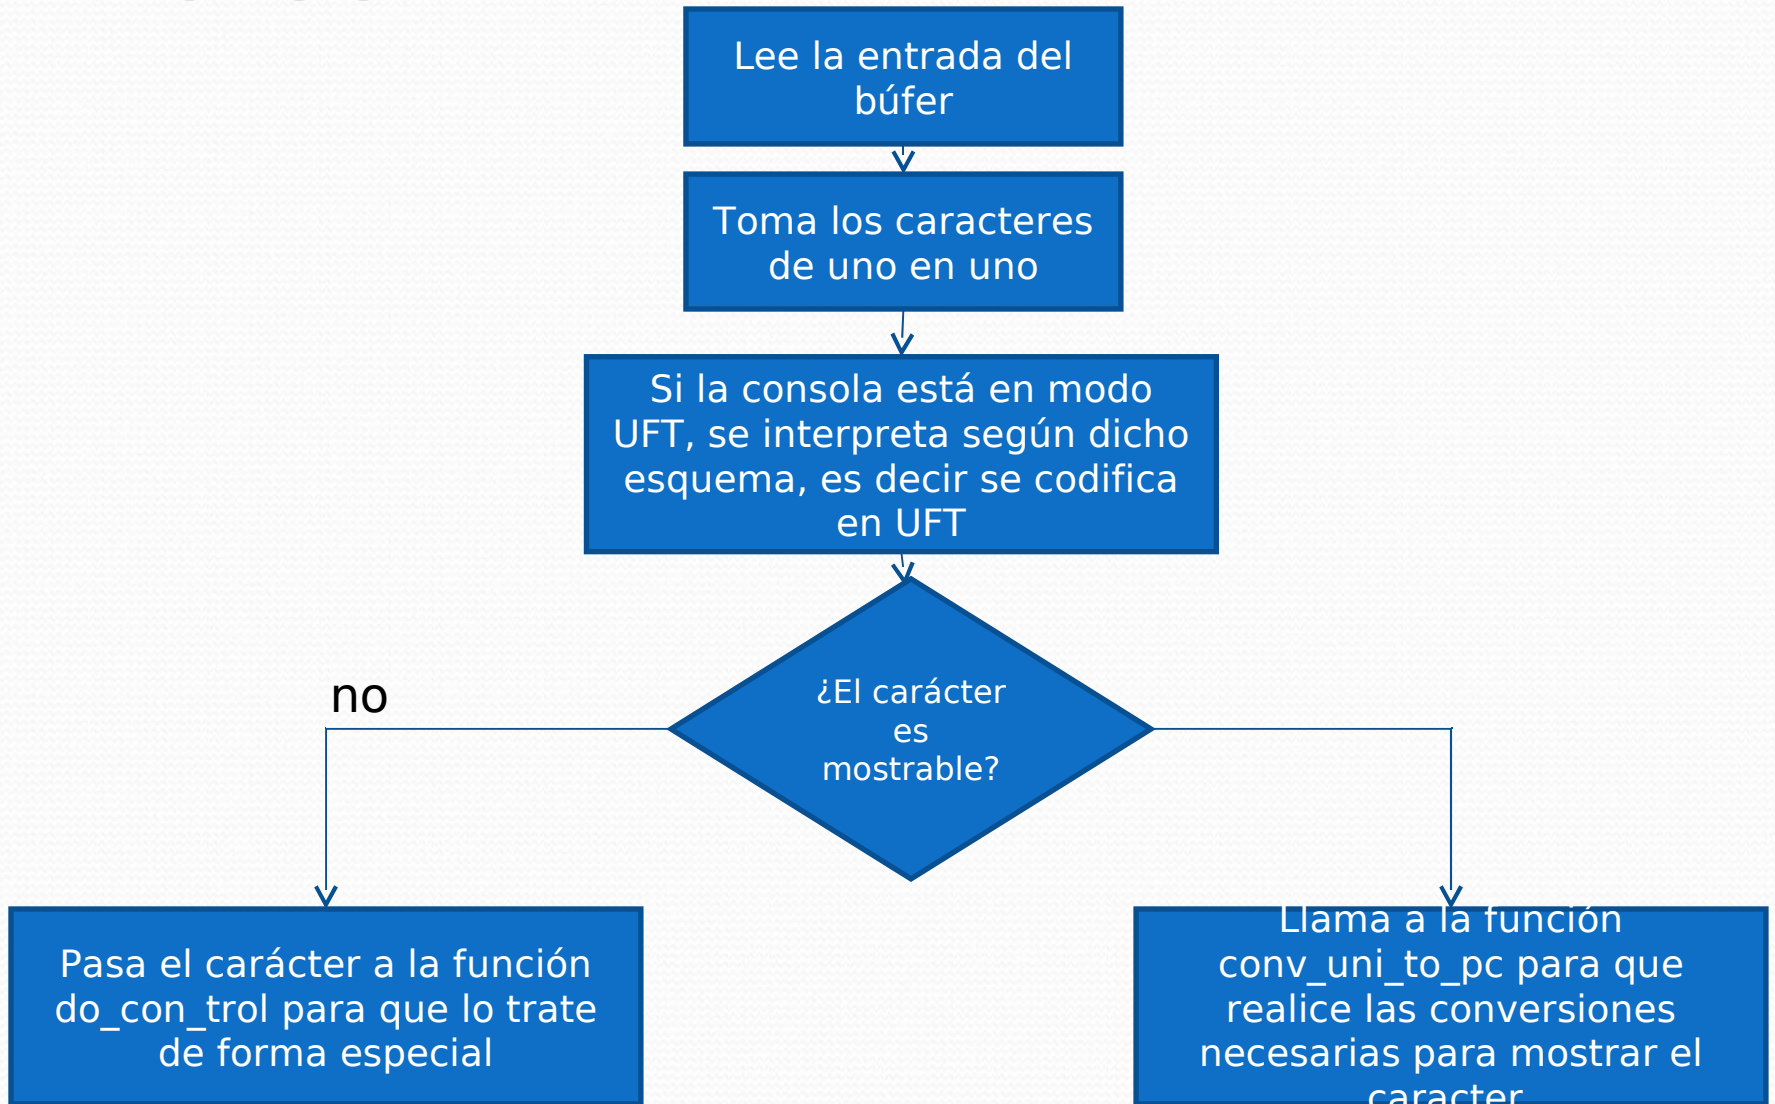 Lee la entrada del
búfer
Toma los caracteres
de uno en uno
Si la consola está en modo
UFT, se interpreta según dicho
esquema, es decir se codifica
en UFT
¿El carácter
es
mostrable?
no
Pasa el carácter a la función
do_con_trol para que lo trate
de forma especial
Llama a la función
conv_uni_to_pc para que
realice las conversiones
necesarias para mostrar el
caracter